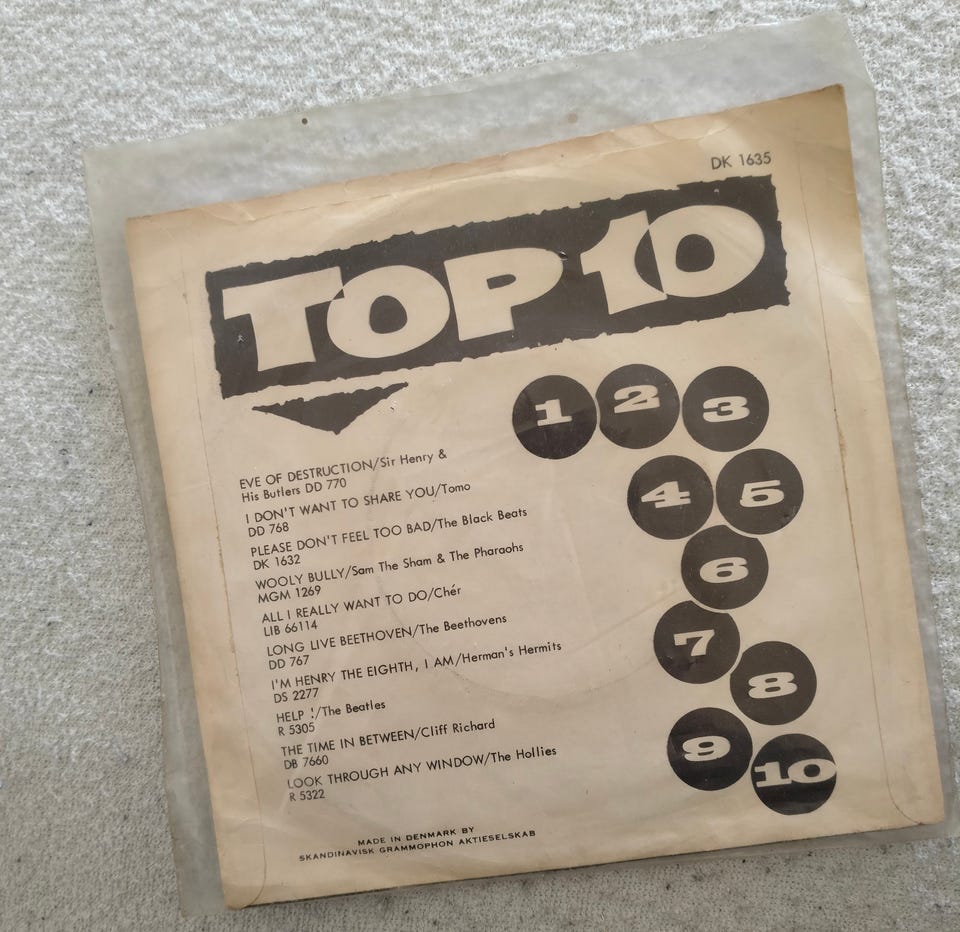 DK 1635
TOP 10
1 2 3
4 5
6
7
8
9
10
EVE OF DESTRUCTION/Sir Henry &
His Butlers DD 770
I DON'T WANT TO SHARE YOU/Tomo
DD 768
PLEASE DON'T FEEL TOO BAD/The Black Beats
DK 1632
WOOLY BULLY/Sam The Sham & The Pharaohs
MGM 1269
ALL I REALLY WANT TO DO/Chér
LIB 66114
LONG LIVE BEETHOVEN/The Beethovens
DD 767
I'M HENRY THE EIGHTH, I AM/Herman's Hermits
DS 2277
HELP !/The Beatles
R 5305
THE TIME IN BETWEEN/Cliff Richard
DB 7660
LOOK THROUGH ANY WINDOW/The Hollies
R 5322
MADE IN DENMARK BY
SKANDINAVISK GRAMMOPHON AKTIESELSKAB